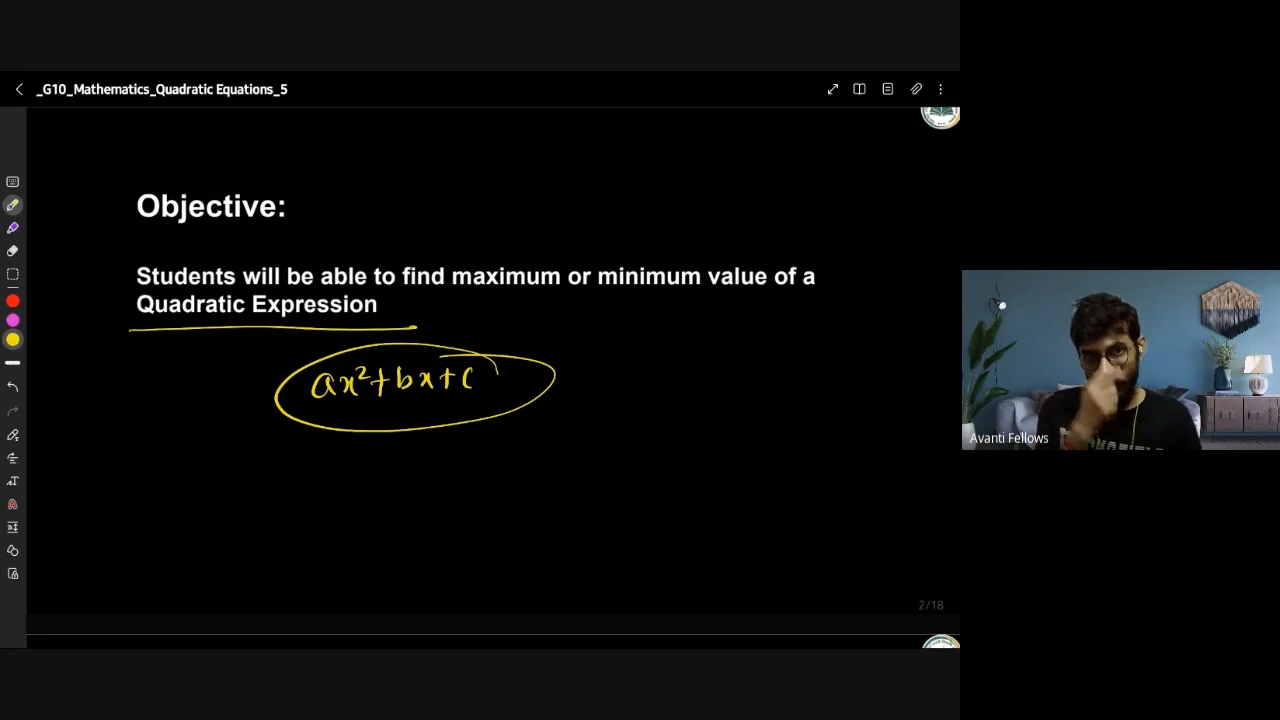 _G10_Mathematics_Quadratic Equations_5
Objective:
Students will be able to find maximum or minimum value of a
Quadratic Expression
ax²+bx+c
Avanti Fellows
2/18